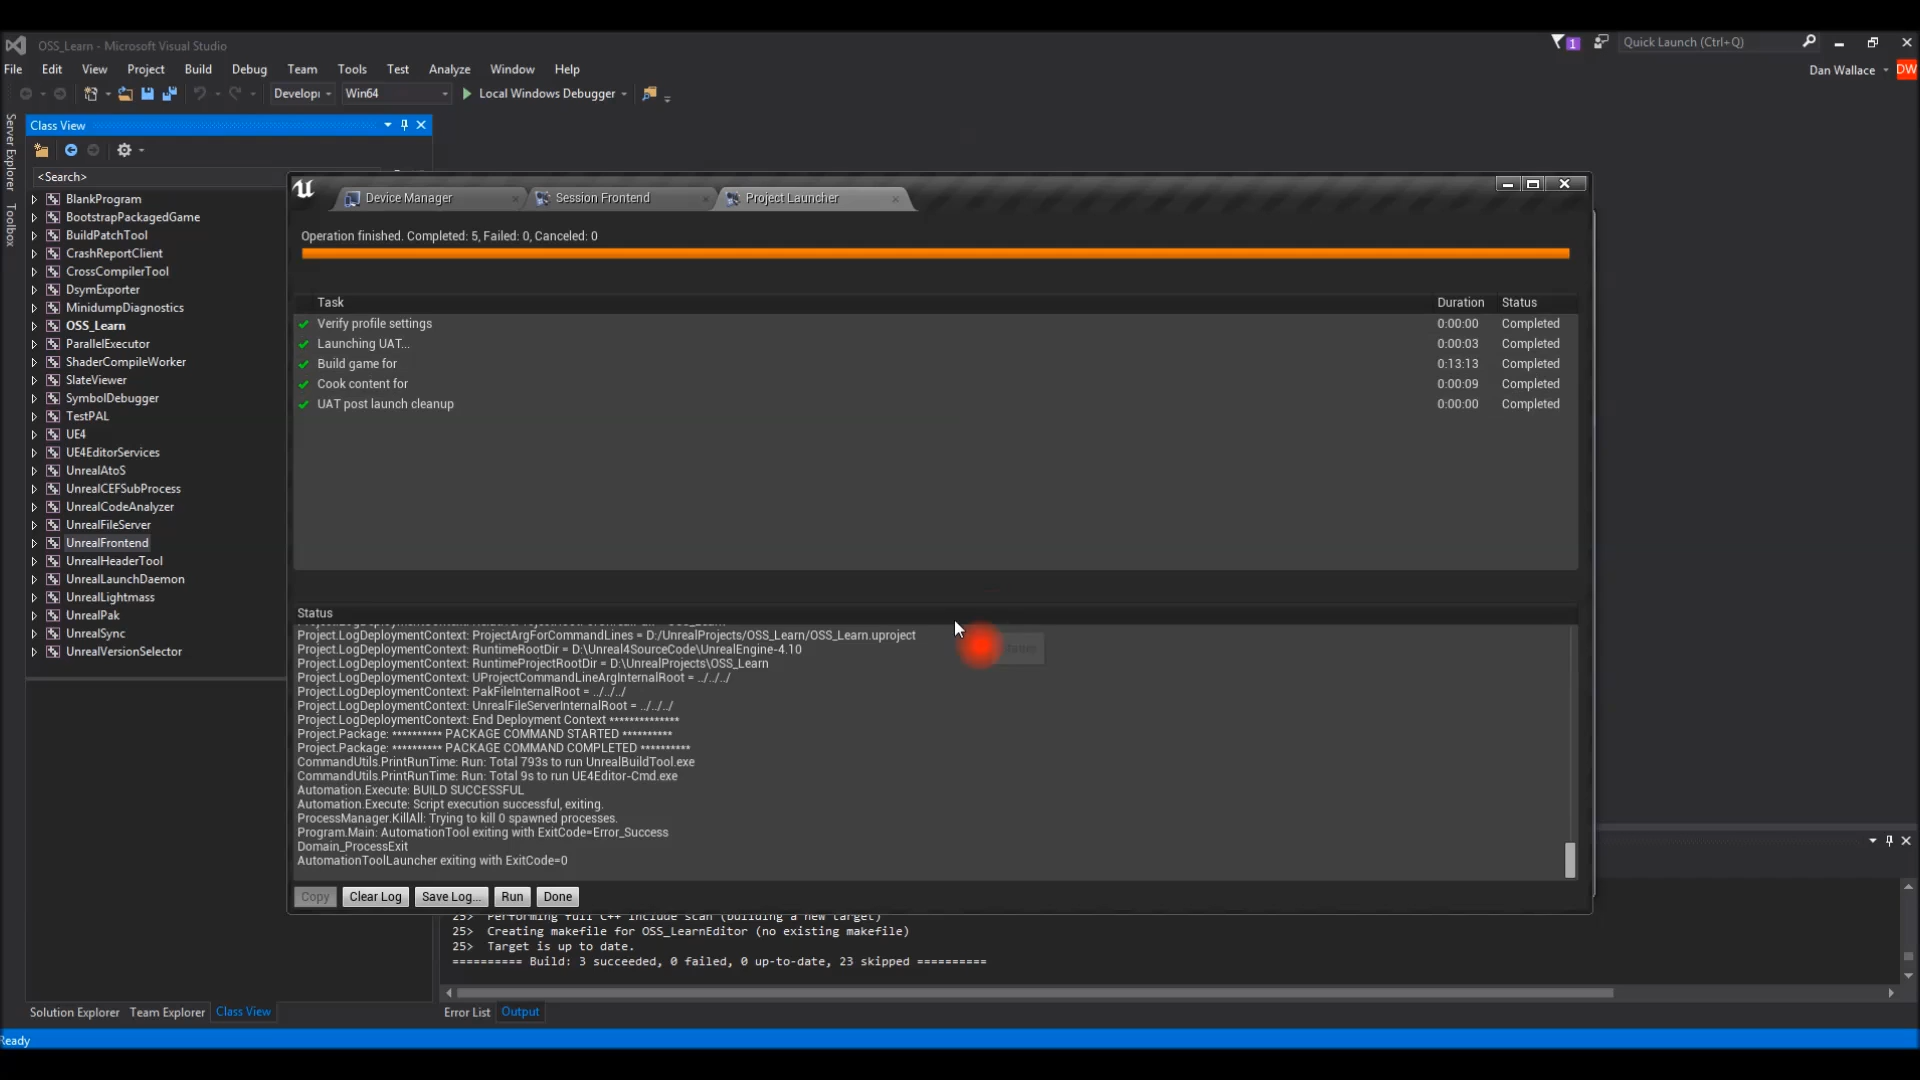 OSS_Learn - Microsoft Visual Studio
1
Quick Launch (Ctrl+Q)
File Edit View Project Build Debug Team Tools Test Analyze Window Help
Dan Wallace DW
Win64 Local Windows Debugger
Server Explorer
Toolbox
Class View
<Search>
BlankProgram
BootstrapPackagedGame
BuildPatchTool
CrashReportClient
CrossCompilerTool
DsymExporter
MinidumpDiagnostics
OSS_Learn
ParallelExecutor
ShaderCompileWorker
SlateViewer
SymbolDebugger
TestPAL
UE4
UE4EditorServices
UnrealAtoS
UnrealCEFSubProcess
UnrealCodeAnalyzer
UnrealFileServer
UnrealFrontend
UnrealHeaderTool
UnrealLaunchDaemon
UnrealLightmass
UnrealPak
UnrealSync
UnrealVersionSelector
Device Manager
Session Frontend
Project Launcher
Operation finished. Completed: 5, Failed: 0, Canceled: 0
Task Duration Status
Verify profile settings 0:00:00 Completed
Launching UAT... 0:00:03 Completed
Build game for 0:13:13 Completed
Cook content for 0:00:09 Completed
UAT post launch cleanup 0:00:00 Completed
Status
Project.LogDeploymentContext: ProjectArgForCommandLines = D:/UnrealProjects/OSS_Learn/OSS_Learn.uproject
Project.LogDeploymentContext: RuntimeRootDir = D:\Unreal4SourceCode\UnrealEngine-4.10
Project.LogDeploymentContext: RuntimeProjectRootDir = D:\UnrealProjects\OSS_Learn
Project.LogDeploymentContext: UProjectCommandLineArgInternalRoot = ../../../
Project.LogDeploymentContext: PakFileInternalRoot = ../../../
Project.LogDeploymentContext: UnrealFileServerInternalRoot = ../../../
Project.LogDeploymentContext: End Deployment Context **************
Project.Package: ********** PACKAGE COMMAND STARTED **********
Project.Package: ********** PACKAGE COMMAND COMPLETED **********
CommandUtils.PrintRunTime: Run: Total 793s to run UnrealBuildTool.exe
CommandUtils.PrintRunTime: Run: Total 9s to run UE4Editor-Cmd.exe
Automation.Execute: BUILD SUCCESSFUL
Automation.Execute: Script execution successful, exiting.
ProcessManager.KillAll: Trying to kill 0 spawned processes.
Program.Main: AutomationTool exiting with ExitCode=Error_Success
Domain_ProcessExit
AutomationToolLauncher exiting with ExitCode=0
Copy Clear Log Save Log... Run Done
25> Performing full C++ include scan (building a new target)
25> Creating makefile for OSS_LearnEditor (no existing makefile)
25> Target is up to date.
========== Build: 3 succeeded, 0 failed, 0 up-to-date, 23 skipped ==========
Solution Explorer Team Explorer Class View
Error List Output